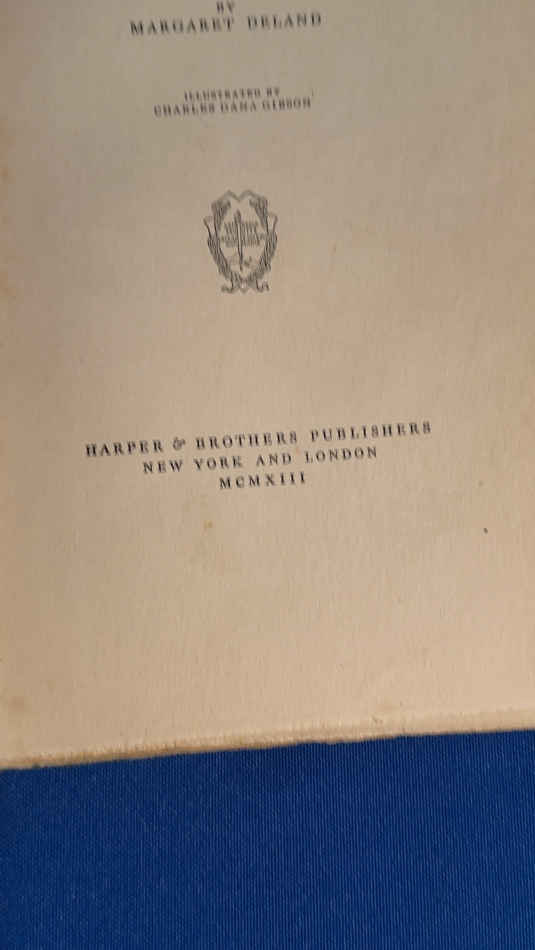 BY
MARGARET DELAND
ILLUSTRATED BY
CHARLES DANA GIBSON
HARPER & BROTHERS PUBLISHERS
NEW YORK AND LONDON
MCMXIII